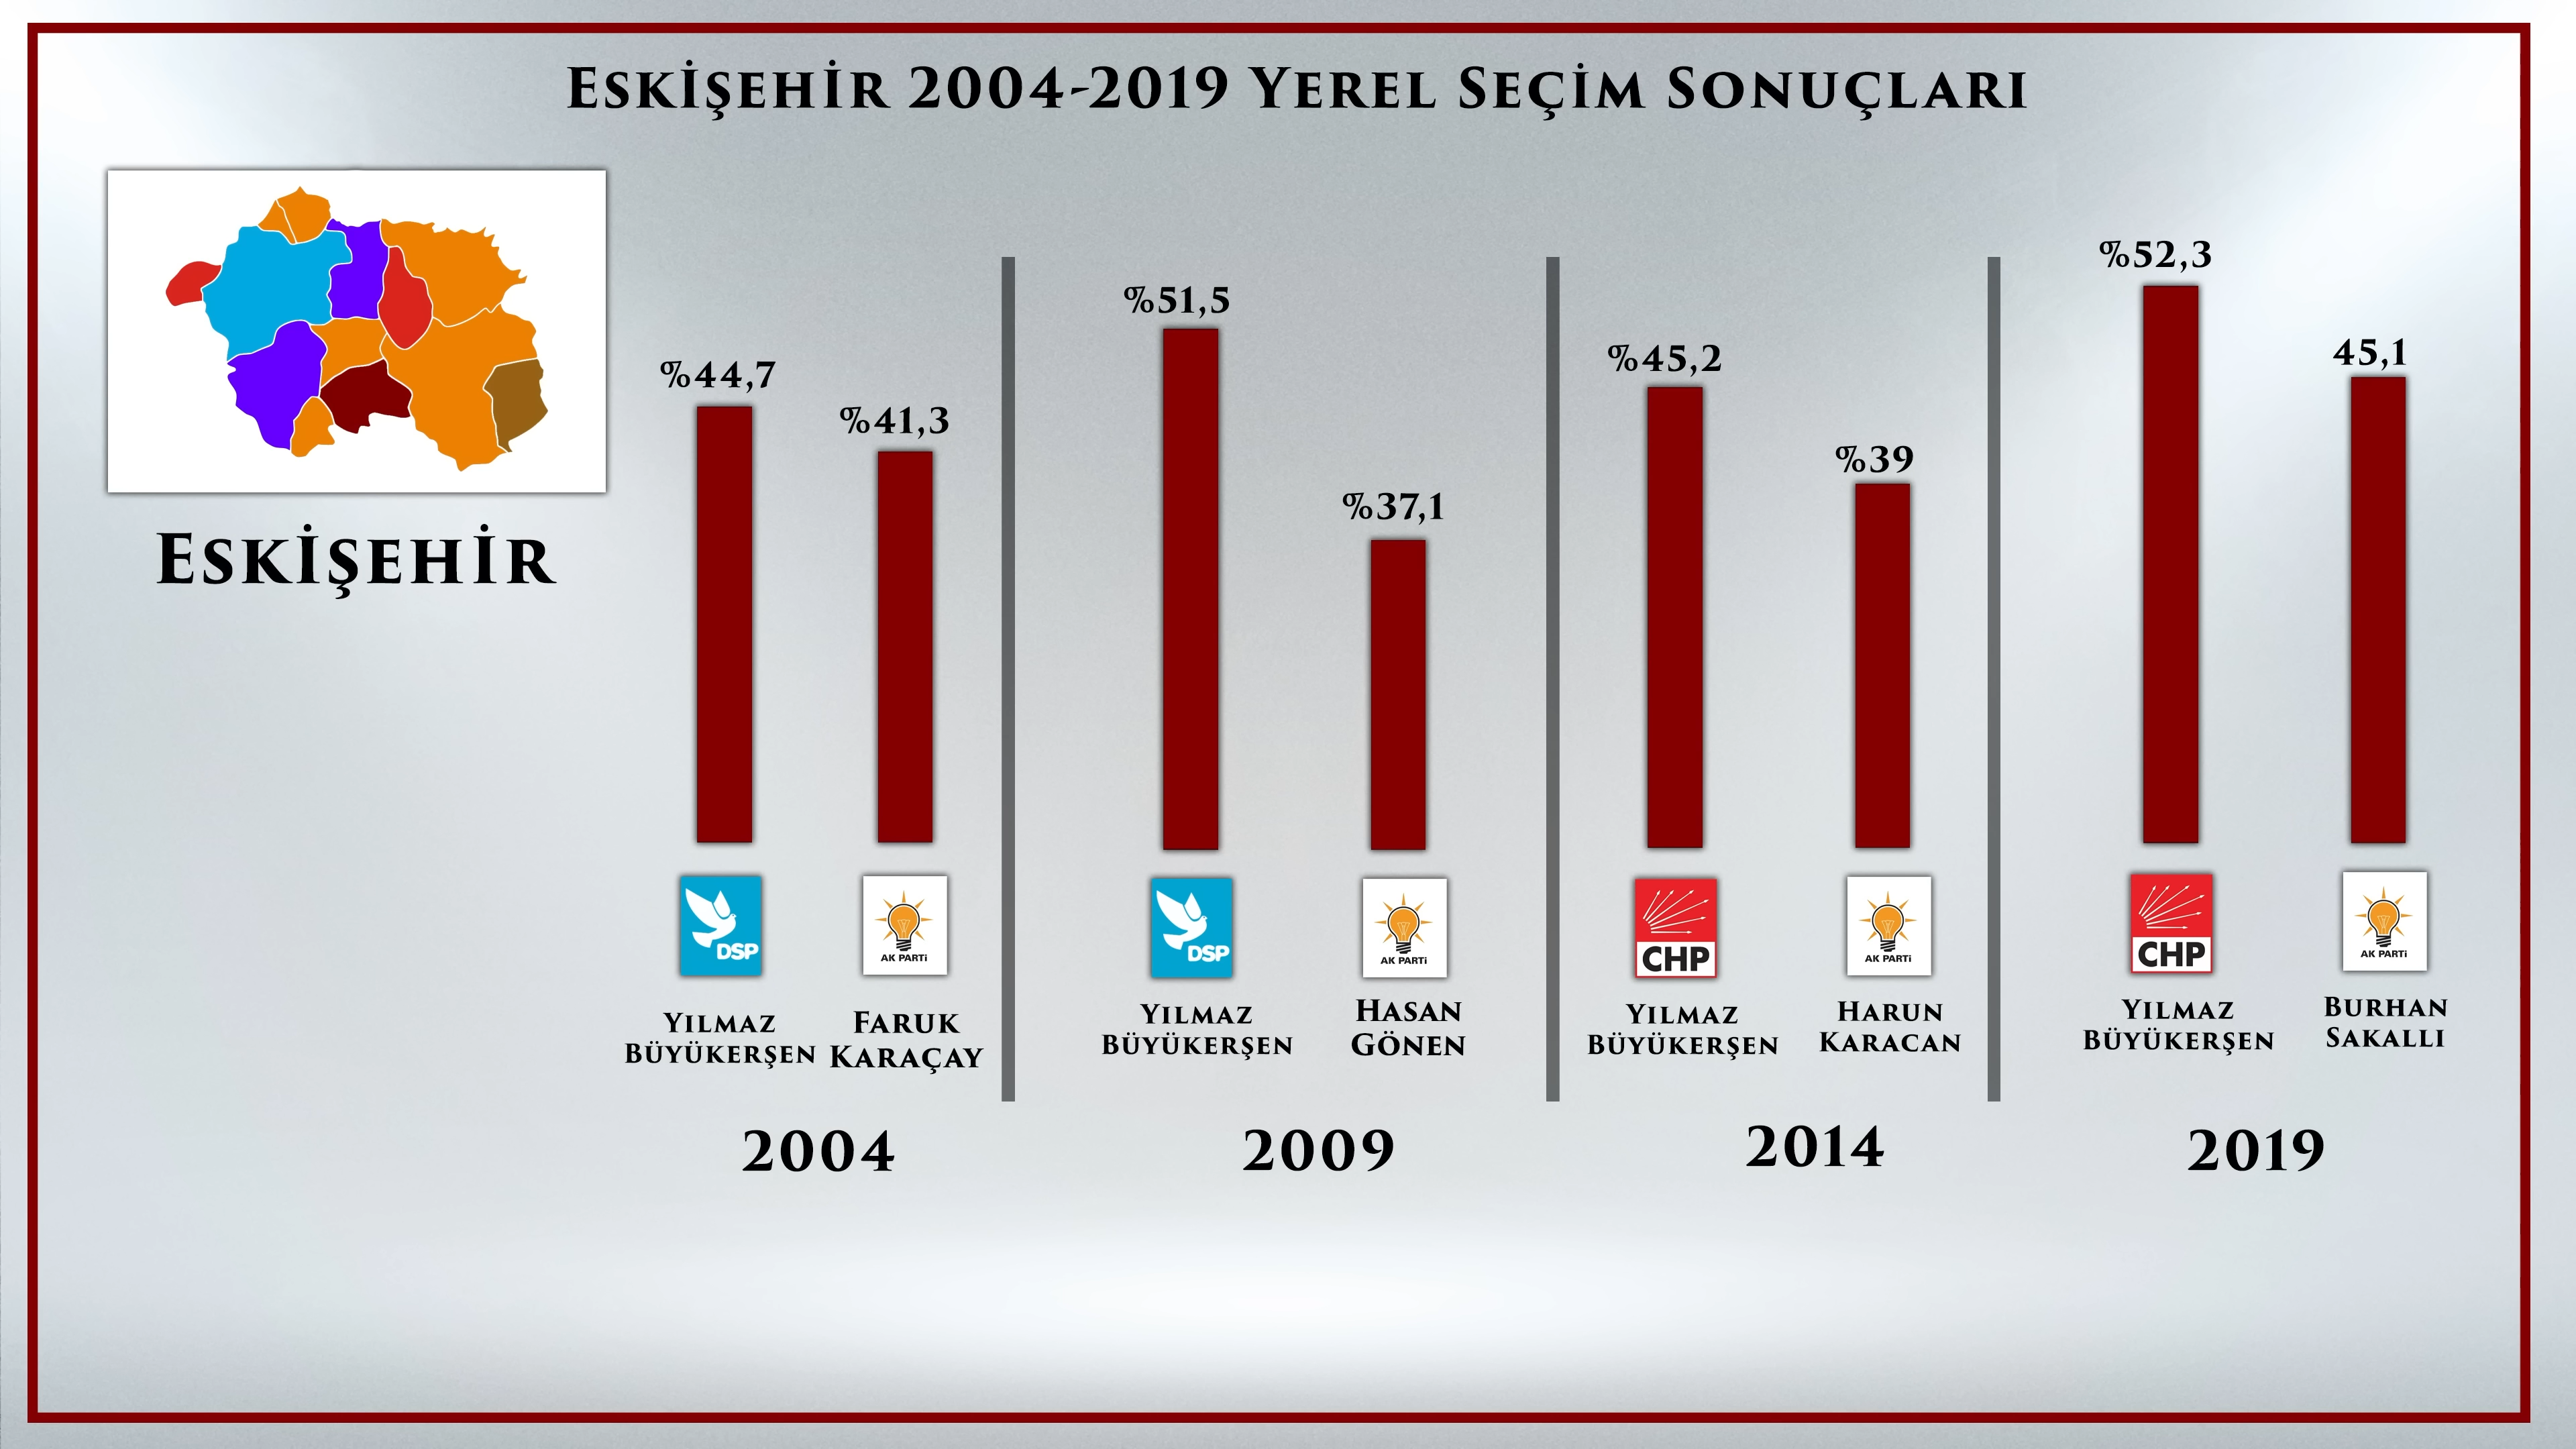 Eskişehir 2004-2019 Yerel Seçim Sonuçları
Eskişehir
%44,7
%41,3
DSP
AK PARTİ
Yılmaz
Büyükerşen
Faruk
Karaçay
2004
%51,5
%37,1
DSP
AK PARTİ
Yılmaz
Büyükerşen
Hasan
Gönen
2009
%45,2
%39
CHP
AK PARTİ
Yılmaz
Büyükerşen
Harun
Karacan
2014
%52,3
45,1
CHP
AK PARTİ
Yılmaz
Büyükerşen
Burhan
Sakallı
2019